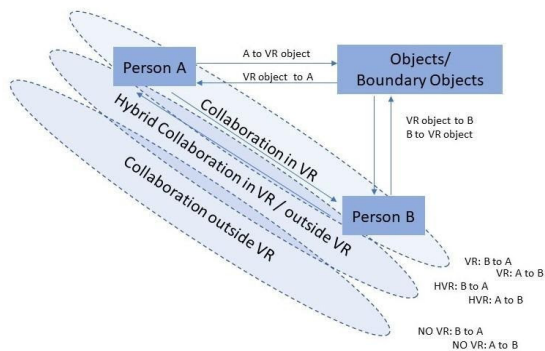 A to VR object
Person A
Objects/
Boundary Objects
VR object to A
Collaboration in VR
VR object to B
B to VR object
Hybrid Collaboration in VR / outside VR
Collaboration outside VR
Person B
VR: B to A
VR: A to B
HVR: B to A
HVR: A to B
NO VR: B to A
NO VR: A to B